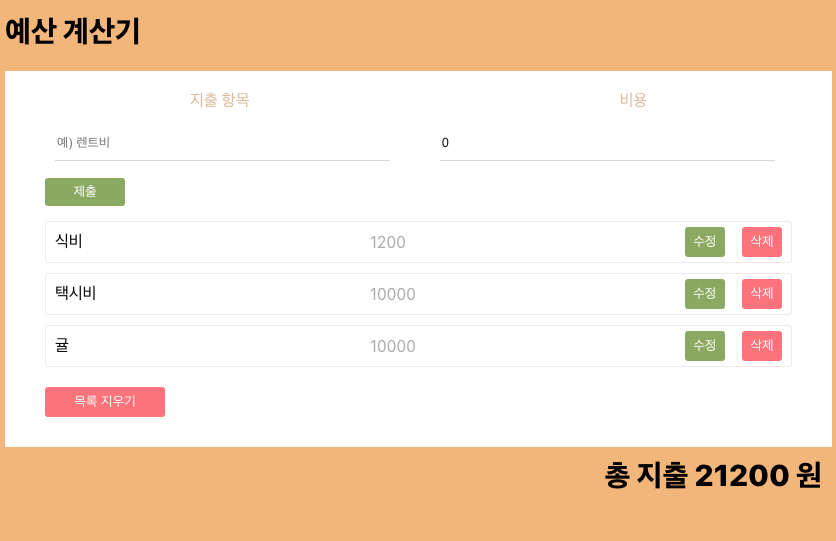 예산 계산기
지출 항목 비용
예) 렌트비 0
제출
식비 1200 수정 삭제
택시비 10000 수정 삭제
귤 10000 수정 삭제
목록 지우기
총 지출 21200 원